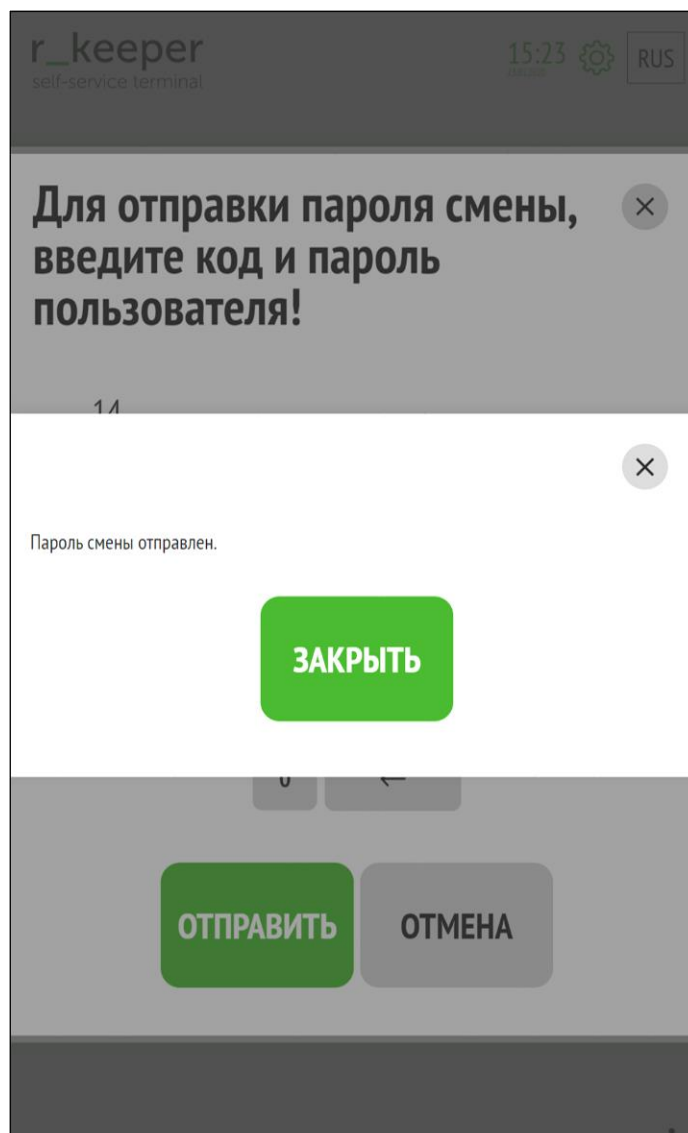 r_keeper
self-service terminal
15:23
RUS
Для отправки пароля смены,
введите код и пароль
пользователя!
14
Пароль смены отправлен.
ЗАКРЫТЬ
ОТПРАВИТЬ
ОТМЕНА